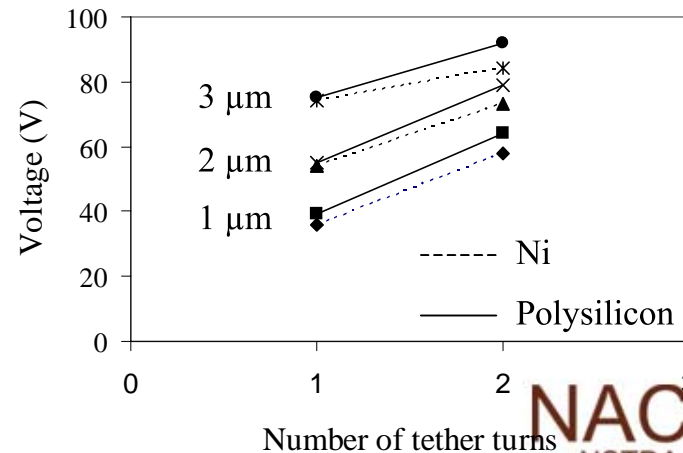 100
80
60
40
20
0
Voltage (V)
3 µm
2 µm
1 µm
Ni
Polysilicon
0 1 2
Number of tether turns
NAC